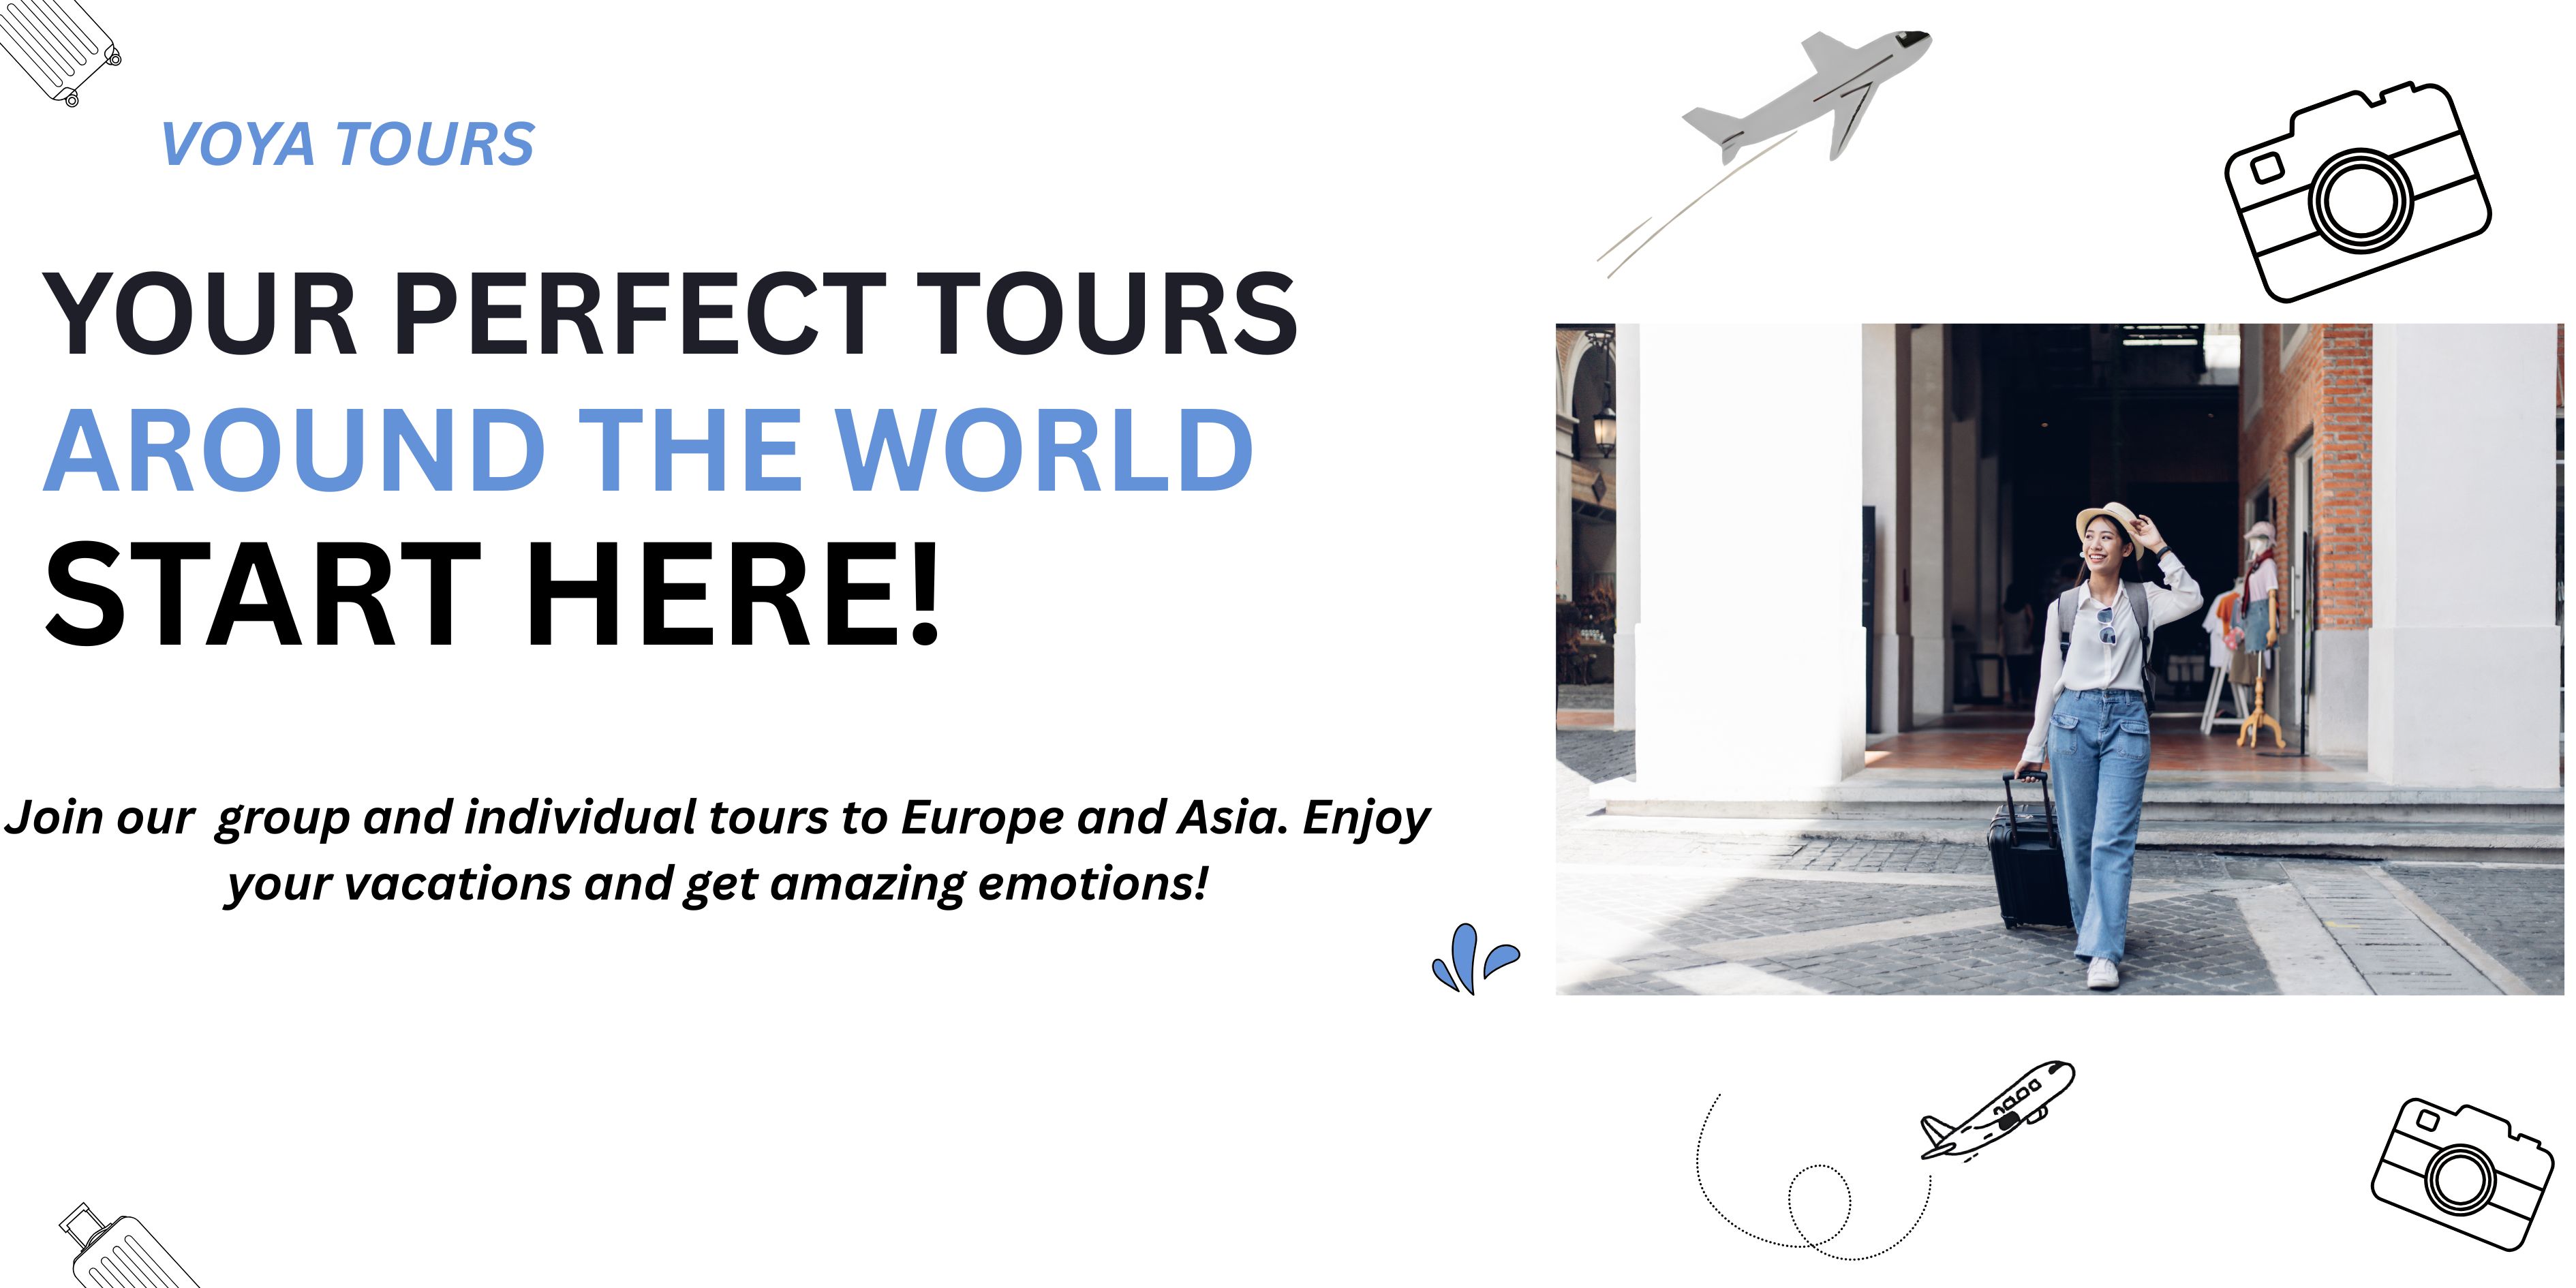 VOYA TOURS
YOUR PERFECT TOURS
AROUND THE WORLD
START HERE!
Join our  group and individual tours to Europe and Asia. Enjoy
your vacations and get amazing emotions!